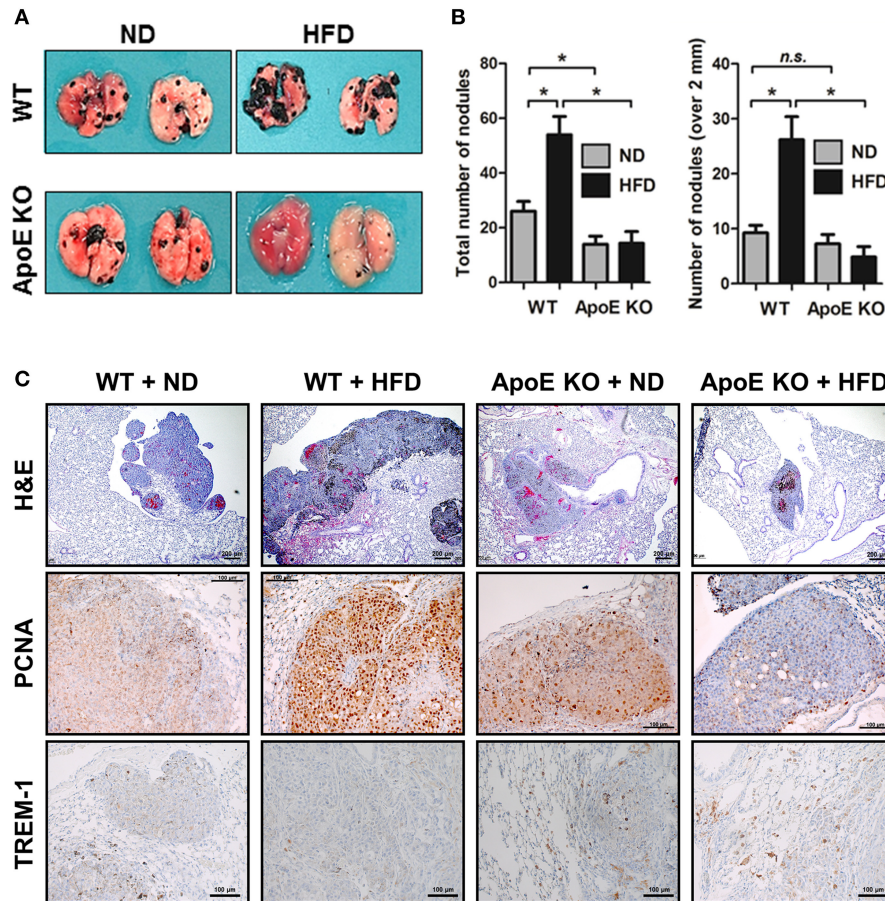 A
ND
HFD
WT
ApoE KO
B
Total number of nodules
80
60
40
20
0
*
*
*
ND
HFD
WT
ApoE KO
Number of nodules (over 2 mm)
40
30
20
10
0
n.s.
*
*
ND
HFD
WT
ApoE KO
C
WT + ND
WT + HFD
ApoE KO + ND
ApoE KO + HFD
H&E
200 µm
200 µm
200 µm
200 µm
PCNA
100 µm
100 µm
100 µm
100 µm
TREM-1
100 µm
100 µm
100 µm
100 µm